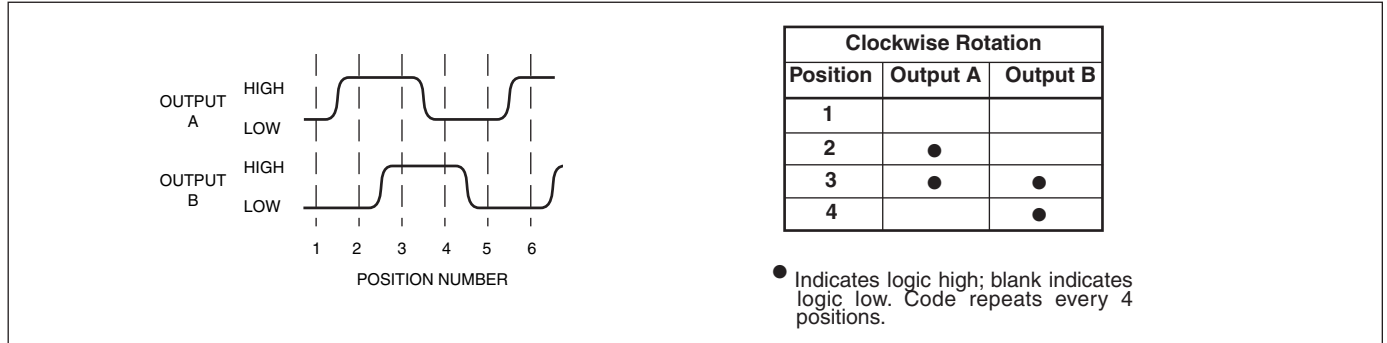 OUTPUT
A
HIGH
LOW
OUTPUT
B
HIGH
LOW
1 2 3 4 5 6
POSITION NUMBER
Clockwise Rotation
Position Output A Output B
1
2 ●
3 ● ●
4 ●
● Indicates logic high; blank indicates
logic low. Code repeats every 4
positions.